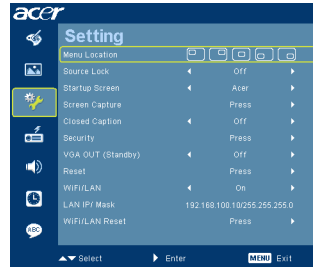 acer
Setting
Menu Location
Source Lock Off
Startup Screen Acer
Screen Capture Press
Closed Caption Off
Security Press
VGA OUT (Standby) Off
Reset Press
WiFi/LAN On
LAN IP/ Mask 192.168.100.10/255.255.255.0
WiFi/LAN Reset Press
ABC
Select Enter MENU Exit